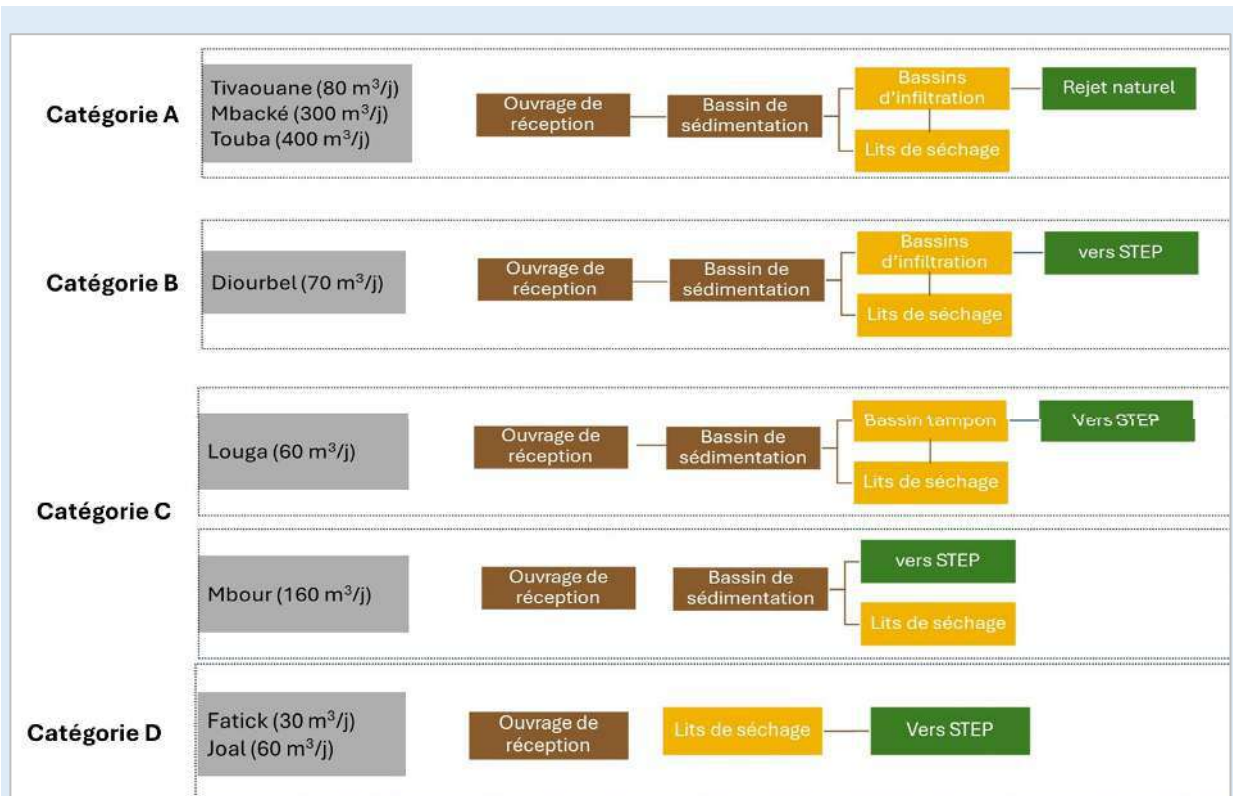 Catégorie A
Tivaouane (80 m³/j)
Mbacké (300 m³/j)
Touba (400 m³/j)
Ouvrage de
réception
Bassin de
sédimentation
Bassins
d'infiltration
Lits de séchage
Rejet naturel
Catégorie B
Diourbel (70 m³/j)
Ouvrage de
réception
Bassin de
sédimentation
Bassins
d'infiltration
Lits de séchage
vers STEP
Catégorie C
Louga (60 m³/j)
Ouvrage de
réception
Bassin de
sédimentation
Bassin tampon
Lits de séchage
Vers STEP
Mbour (160 m³/j)
Ouvrage de
réception
Bassin de
sédimentation
vers STEP
Lits de séchage
Catégorie D
Fatick (30 m³/j)
Joal (60 m³/j)
Ouvrage de
réception
Lits de séchage
Vers STEP